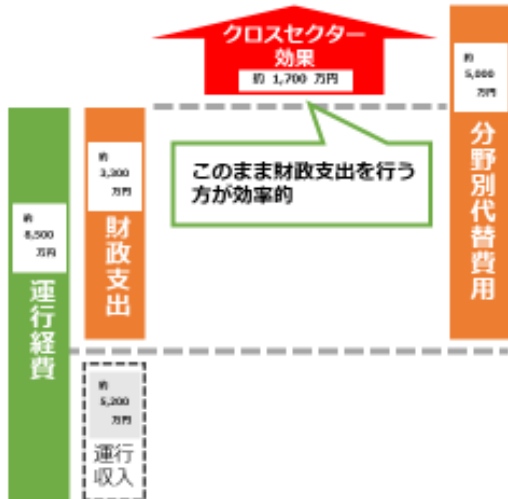 クロスセクター
効果
約 1,700 万円
約
5,000
万円
分野別代替費用
約
3,300
万円
財政支出
このまま財政支出を行う
方が効率的
約
8,500
万円
運行経費
約
5,200
万円
運行
収入